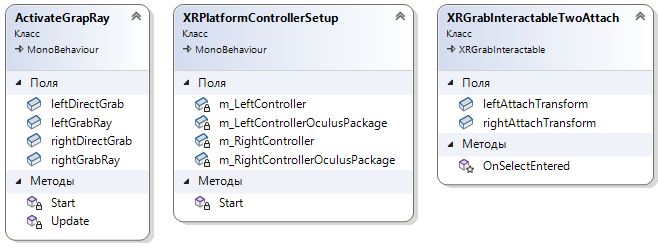 ActivateGrapRay
Класс
MonoBehaviour
Поля
leftDirectGrab
leftGrabRay
rightDirectGrab
rightGrabRay
Методы
Start
Update
XRPlatformControllerSetup
Класс
MonoBehaviour
Поля
m_LeftController
m_LeftControllerOculusPackage
m_RightController
m_RightControllerOculusPackage
Методы
Start
XRGrabInteractableTwoAttach
Класс
XRGrabInteractable
Поля
leftAttachTransform
rightAttachTransform
Методы
OnSelectEntered